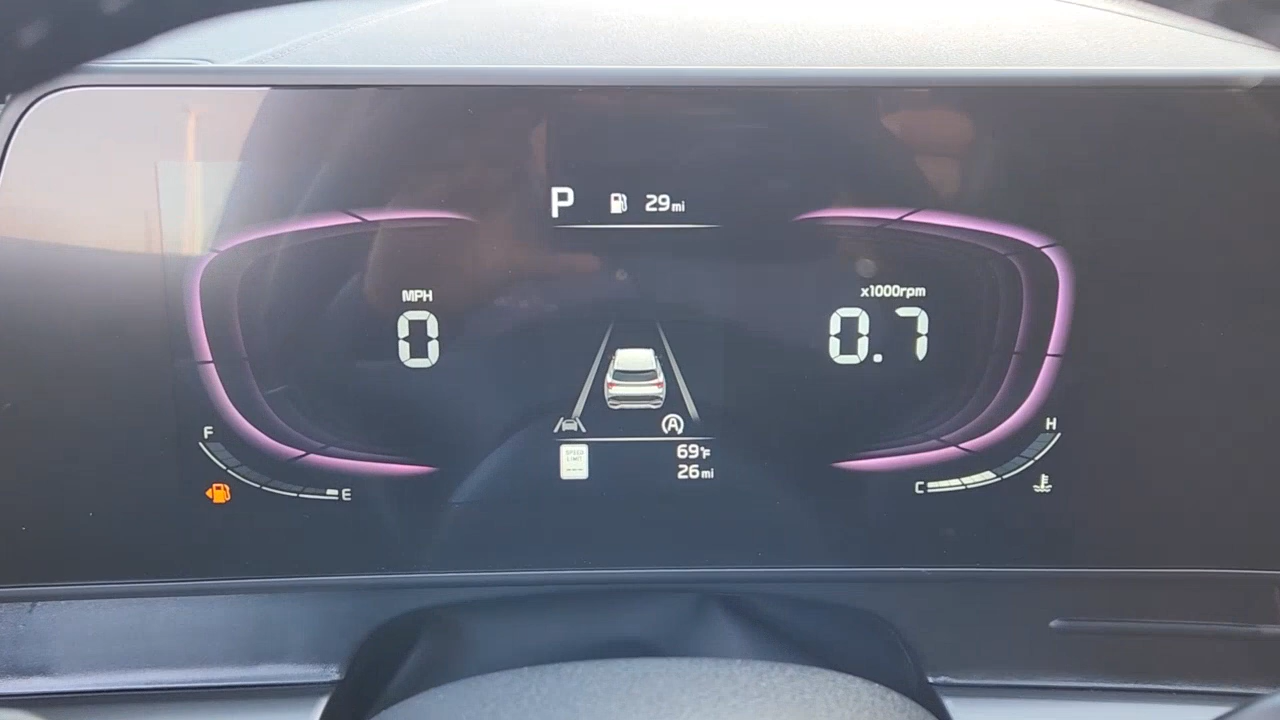 P 29mi
MPH
0
x1000rpm
0.7
F
E
A
SPEED
LIMIT
---
69°F
26mi
H
C